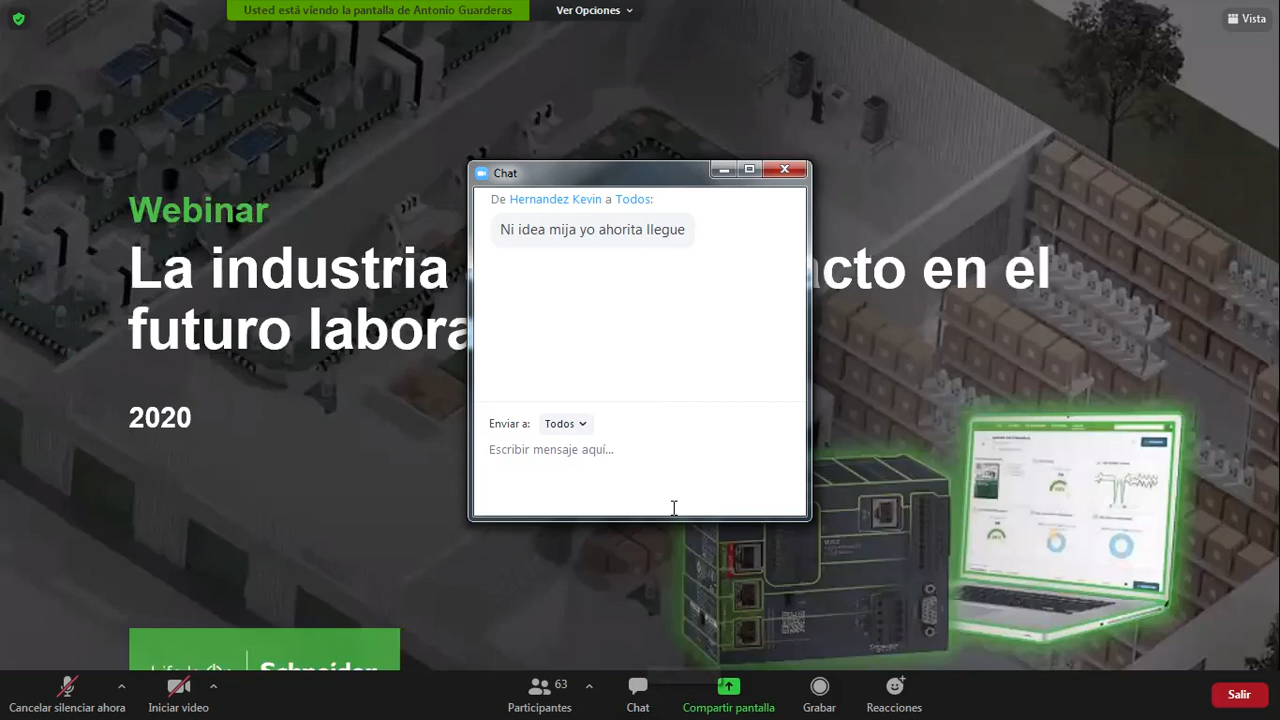 Usted está viendo la pantalla de Antonio Guarderas
Ver Opciones
Vista
Chat
De Hernandez Kevin a Todos:
Ni idea mija yo ahorita llegue
Webinar
La industria
acto en el
futuro labora
2020
Enviar a: Todos
Escribir mensaje aquí...
Schneider
63
Cancelar silenciar ahora
Iniciar video
Participantes
Chat
Compartir pantalla
Grabar
Reacciones
Salir